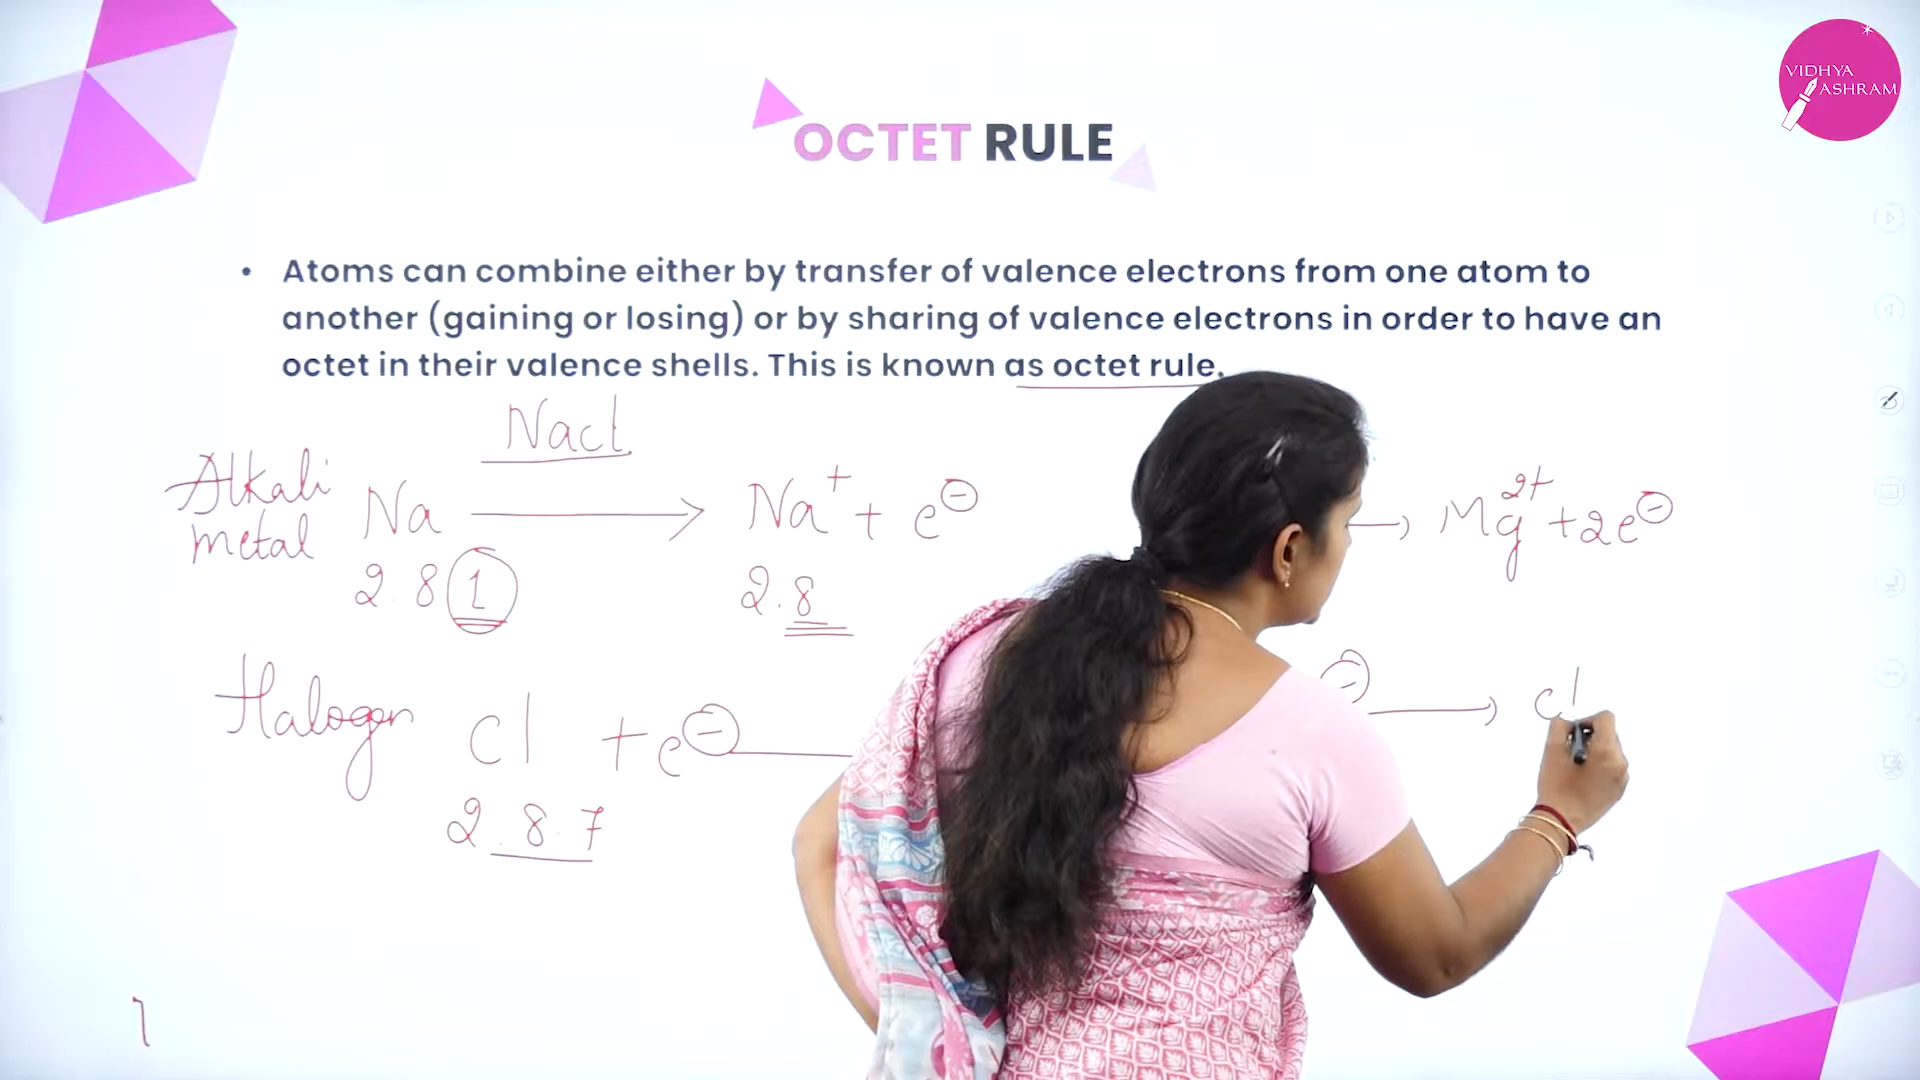 VIDHYA
ASHRAM
OCTET RULE
• Atoms can combine either by transfer of valence electrons from one atom to
another (gaining or losing) or by sharing of valence electrons in order to have an
octet in their valence shells. This is known as octet rule.
Nacl
Alkali
metal
Na ⟶ Na⁺ + e⊖
2.8 1
2.8
→ Mg²⁺ + 2e⊖
Halogen
cl + e⊖
2.8.7
⊖ → cl
1